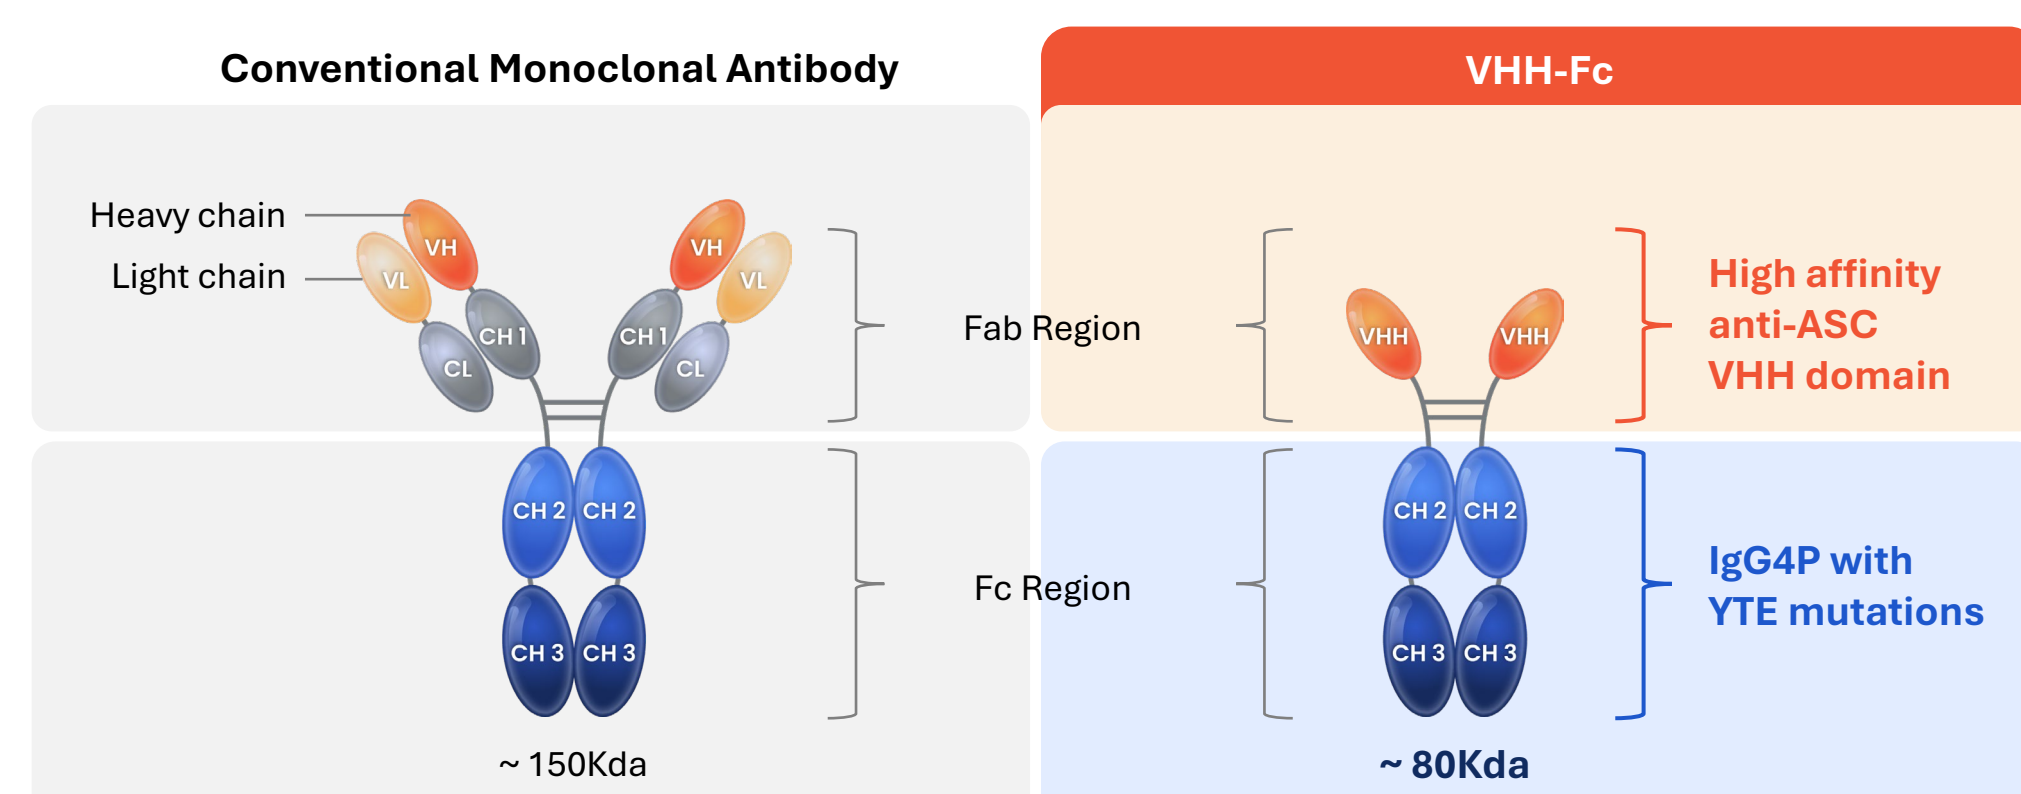 Conventional Monoclonal Antibody
VHH-Fc
Heavy chain
Light chain
VH
VL
CH 1
CL
VH
VL
CH 1
CL
Fab Region
VHH
VHH
High affinity
anti-ASC
VHH domain
CH 2
CH 2
CH 3
CH 3
Fc Region
CH 2
CH 2
CH 3
CH 3
IgG4P with
YTE mutations
~ 150Kda
~ 80Kda